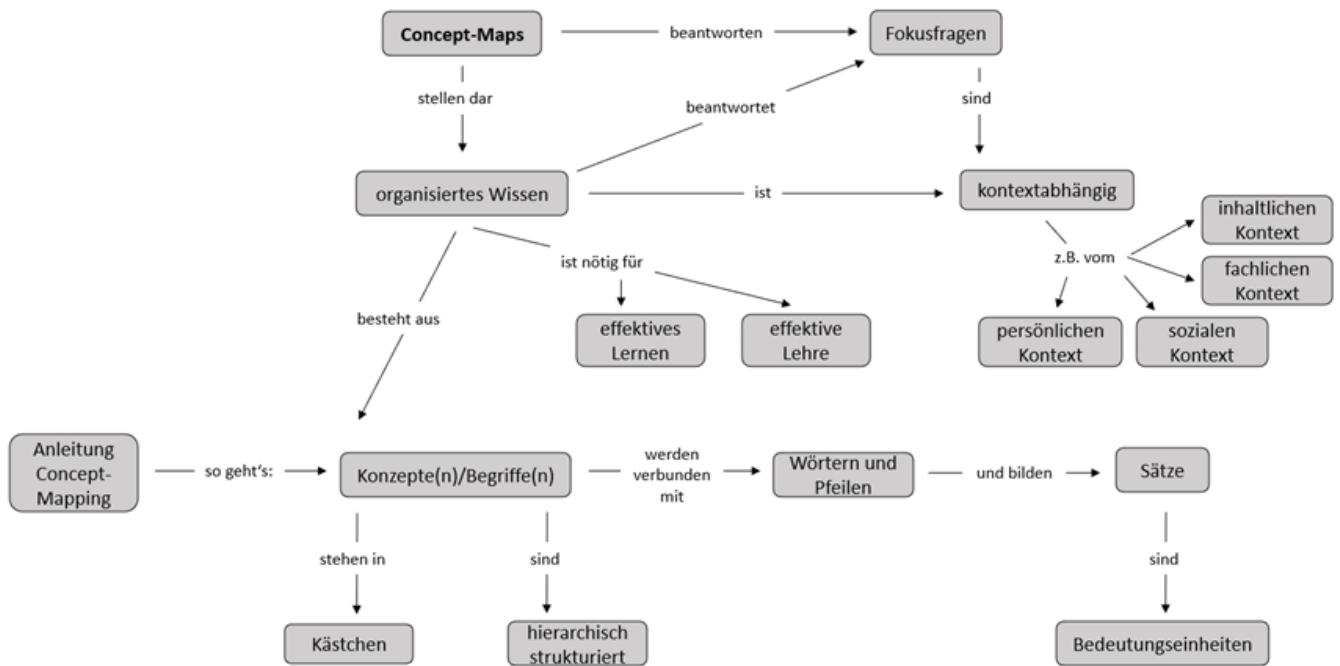 Concept-Maps
beantworten
Fokusfragen
stellen dar
beantwortet
sind
organisiertes Wissen
ist
kontextabhängig
inhaltlichen
Kontext
z.B. vom
fachlichen
Kontext
ist nötig für
besteht aus
effektives
Lernen
effektive
Lehre
persönlichen
Kontext
sozialen
Kontext
Anleitung
Concept-
Mapping
so geht's:
Konzepte(n)/Begriffe(n)
werden
verbunden
mit
Wörtern und
Pfeilen
und bilden
Sätze
stehen in
sind
sind
Kästchen
hierarchisch
strukturiert
Bedeutungseinheiten